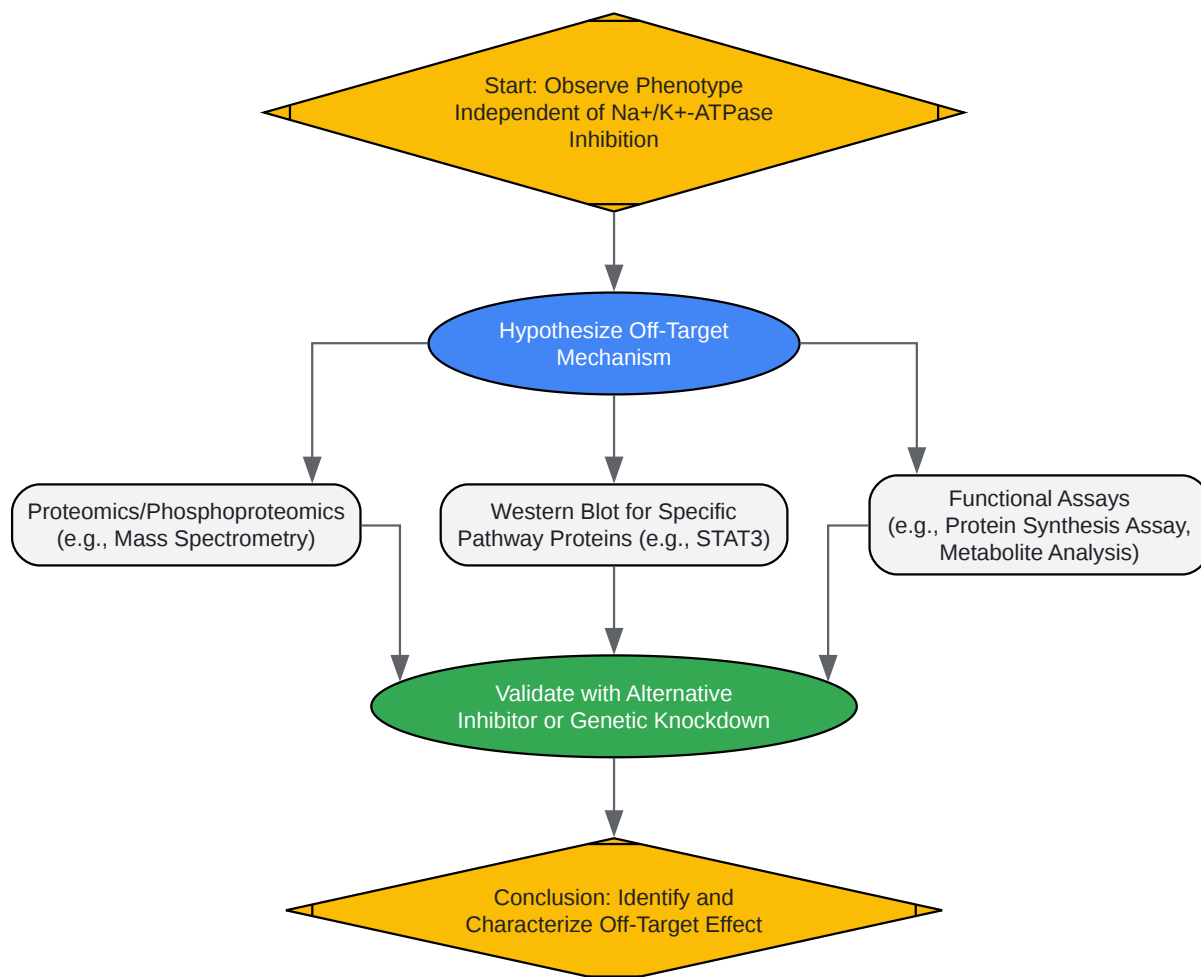 Start: Observe Phenotype
Independent of Na+/K+-ATPase
Inhibition
Hypothesize Off-Target
Mechanism
Proteomics/Phosphoproteomics
(e.g., Mass Spectrometry)
Western Blot for Specific
Pathway Proteins (e.g., STAT3)
Functional Assays
(e.g., Protein Synthesis Assay,
Metabolite Analysis)
Validate with Alternative
Inhibitor or Genetic Knockdown
Conclusion: Identify and
Characterize Off-Target Effect